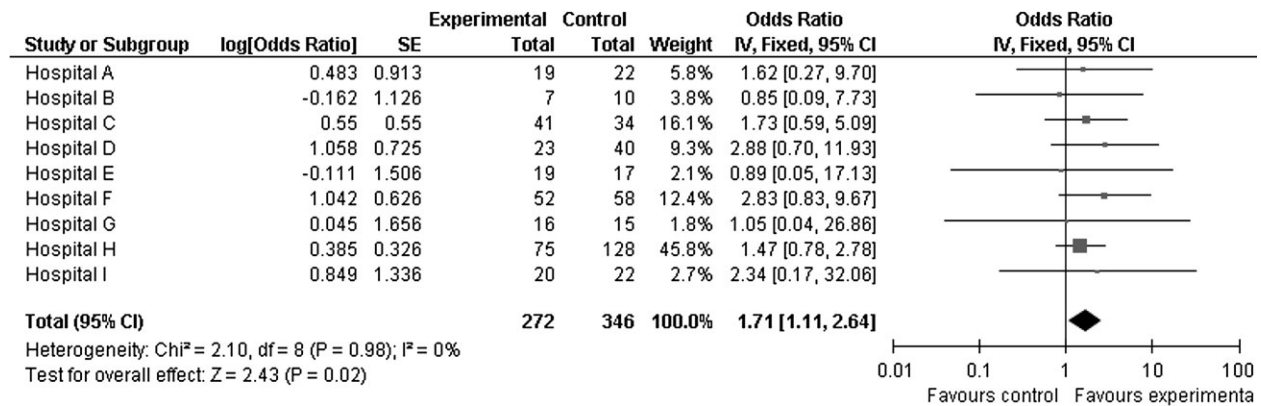 Experimental Control Odds Ratio Odds Ratio
Study or Subgroup log[Odds Ratio] SE Total Total Weight IV, Fixed, 95% CI IV, Fixed, 95% CI
Hospital A 0.483 0.913 19 22 5.8% 1.62 [0.27, 9.70]
Hospital B -0.162 1.126 7 10 3.8% 0.85 [0.09, 7.73]
Hospital C 0.55 0.55 41 34 16.1% 1.73 [0.59, 5.09]
Hospital D 1.058 0.725 23 40 9.3% 2.88 [0.70, 11.93]
Hospital E -0.111 1.506 19 17 2.1% 0.89 [0.05, 17.13]
Hospital F 1.042 0.626 52 58 12.4% 2.83 [0.83, 9.67]
Hospital G 0.045 1.656 16 15 1.8% 1.05 [0.04, 26.86]
Hospital H 0.385 0.326 75 128 45.8% 1.47 [0.78, 2.78]
Hospital I 0.849 1.336 20 22 2.7% 2.34 [0.17, 32.06]
Total (95% CI) 272 346 100.0% 1.71 [1.11, 2.64]
Heterogeneity: Chi² = 2.10, df = 8 (P = 0.98); I² = 0%
Test for overall effect: Z = 2.43 (P = 0.02)
0.01 0.1 1 10 100
Favours control Favours experimenta